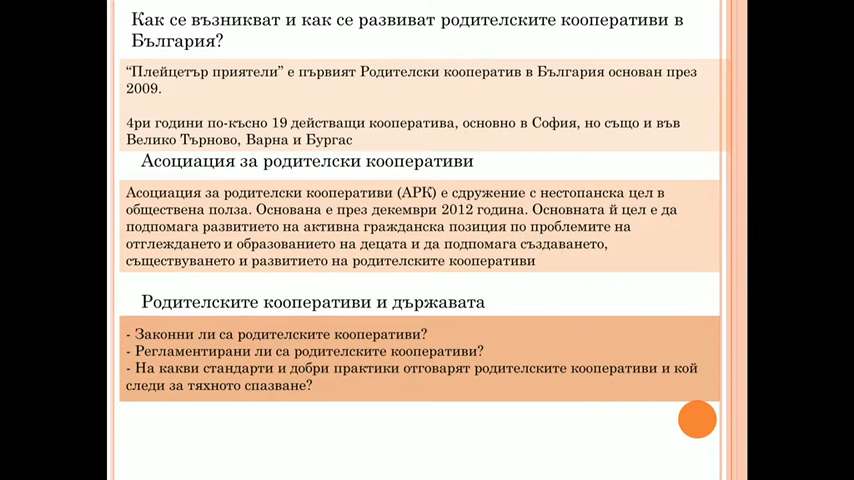 Как се възникват и как се развиват родителските кооперативи в
България?
“Плейцетър приятели” е първият Родителски кооператив в България основан през
2009.
4ри години по-късно 19 действащи кооператива, основно в София, но също и във
Велико Търново, Варна и Бургас
Асоциация за родителски кооперативи
Асоциация за родителски кооперативи (АРК) е сдружение с нестопанска цел в
обществена полза. Основана е през декември 2012 година. Основната й цел е да
подпомага развитието на активна гражданска позиция по проблемите на
отглеждането и образованието на децата и да подпомага създаването,
съществуването и развитието на родителските кооперативи
Родителските кооперативи и държавата
- Законни ли са родителските кооперативи?
- Регламентирани ли са родителските кооперативи?
- На какви стандарти и добри практики отговарят родителските кооперативи и кой
следи за тяхното спазване?